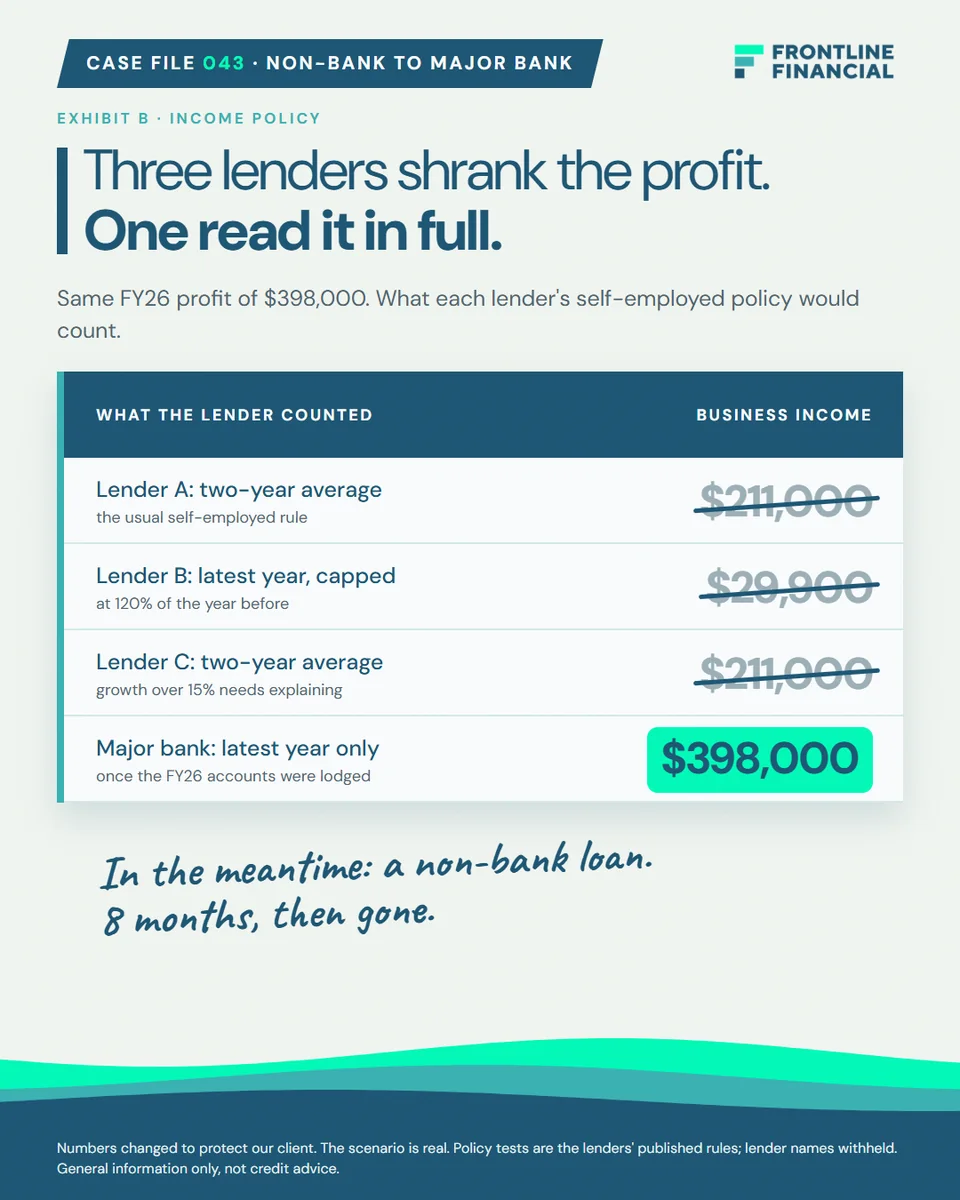 CASE FILE 043 · NON-BANK TO MAJOR BANK
FRONTLINE
FINANCIAL
EXHIBIT B · INCOME POLICY
Three lenders shrank the profit.
One read it in full.
Same FY26 profit of $398,000. What each lender's self-employed policy would
count.
WHAT THE LENDER COUNTED BUSINESS INCOME
Lender A: two-year average $211,000
the usual self-employed rule
Lender B: latest year, capped $29,900
at 120% of the year before
Lender C: two-year average $211,000
growth over 15% needs explaining
Major bank: latest year only $398,000
once the FY26 accounts were lodged
In the meantime: a non-bank loan.
8 months, then gone.
Numbers changed to protect our client. The scenario is real. Policy tests are the lenders' published rules; lender names withheld.
General information only, not credit advice.